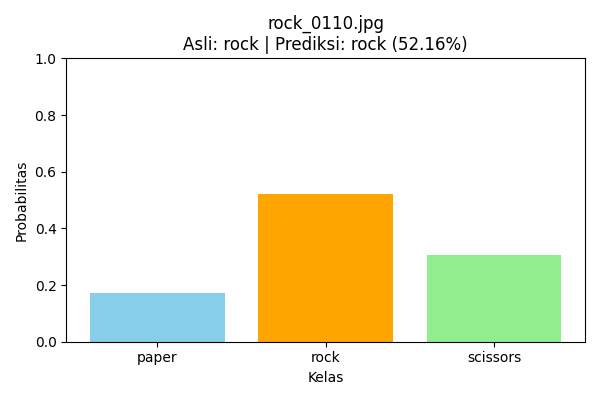 rock_0110.jpg
Asli: rock | Prediksi: rock (52.16%)
1.0
0.8
0.6
0.4
0.2
0.0
Probabilitas
paper
rock
scissors
Kelas